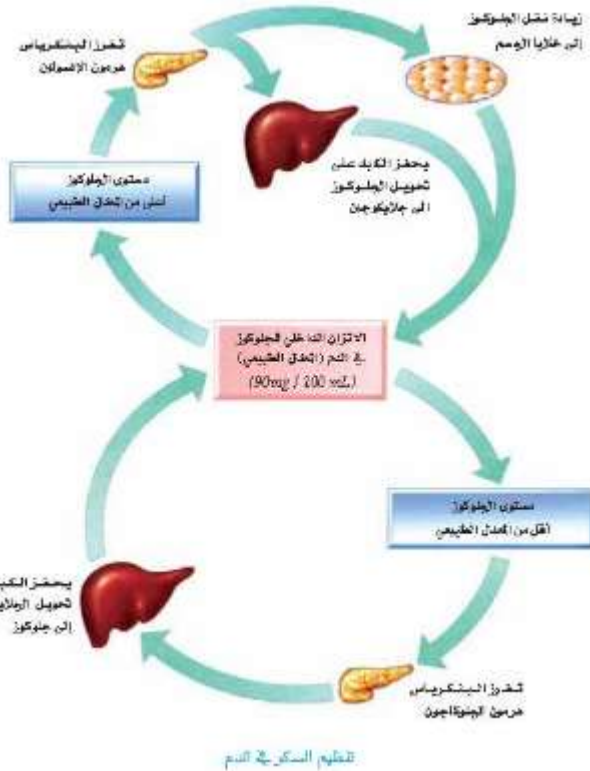 زيادة نقل الجلوكوز
إلى خلايا الجسم
تفرز البنكرياس
هرمون الإنسولين
يحفز الكبد على
تحويل الجلوكوز
إلى جلايكوجين
مستوى الجلوكوز
أعلى من المعدل الطبيعي
الاتزان الداخلي للجلوكوز
في الدم (المعدل الطبيعي)
(90mg / 100 mL)
مستوى الجلوكوز
أقل من المعدل الطبيعي
يحفز
تحويل
إلى جلوكوز
تفرز البنكرياس
هرمون الجلوكاجون
تنظيم السكر في الدم